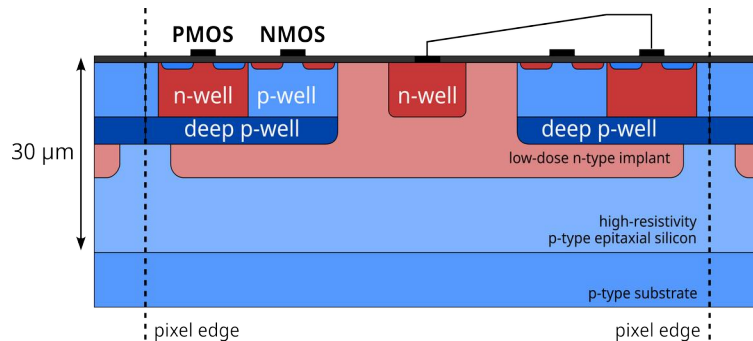 PMOS NMOS
n-well p-well n-well
deep p-well deep p-well
30 μm
low-dose n-type implant
high-resistivity
p-type epitaxial silicon
p-type substrate
pixel edge pixel edge